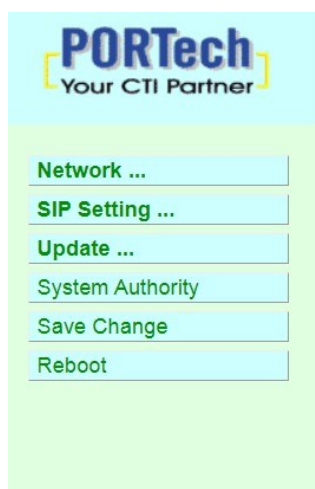 PORTech
Your CTI Partner
Network ...
SIP Setting ...
Update ...
System Authority
Save Change
Reboot